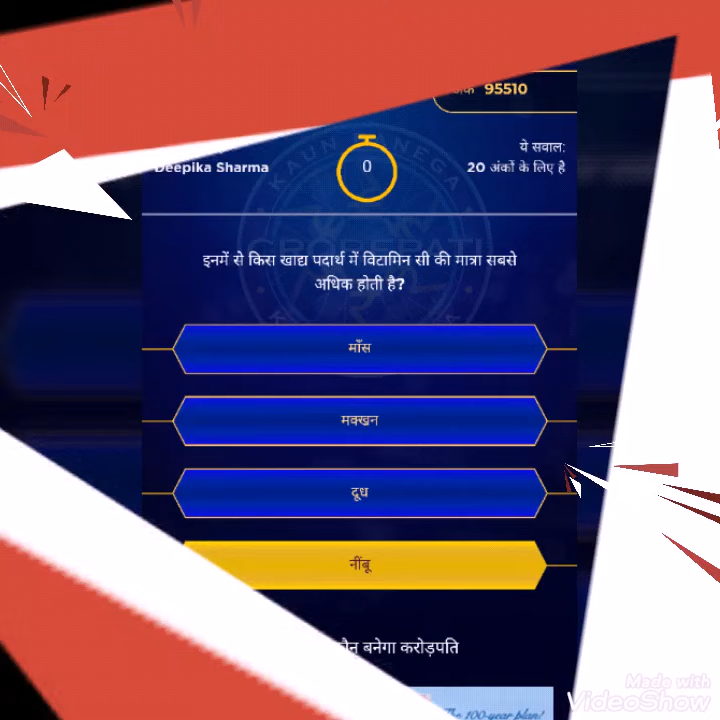 95510
ये सवाल:
Deepika Sharma
0
20 अंकों के लिए है
इनमें से किस खाद्य पदार्थ में विटामिन सी की मात्रा सबसे
अधिक होती है?
माँस
मक्खन
दूध
नींबू
बनेगा करोड़पति
The 100-year plan!
Made with
VideoShow